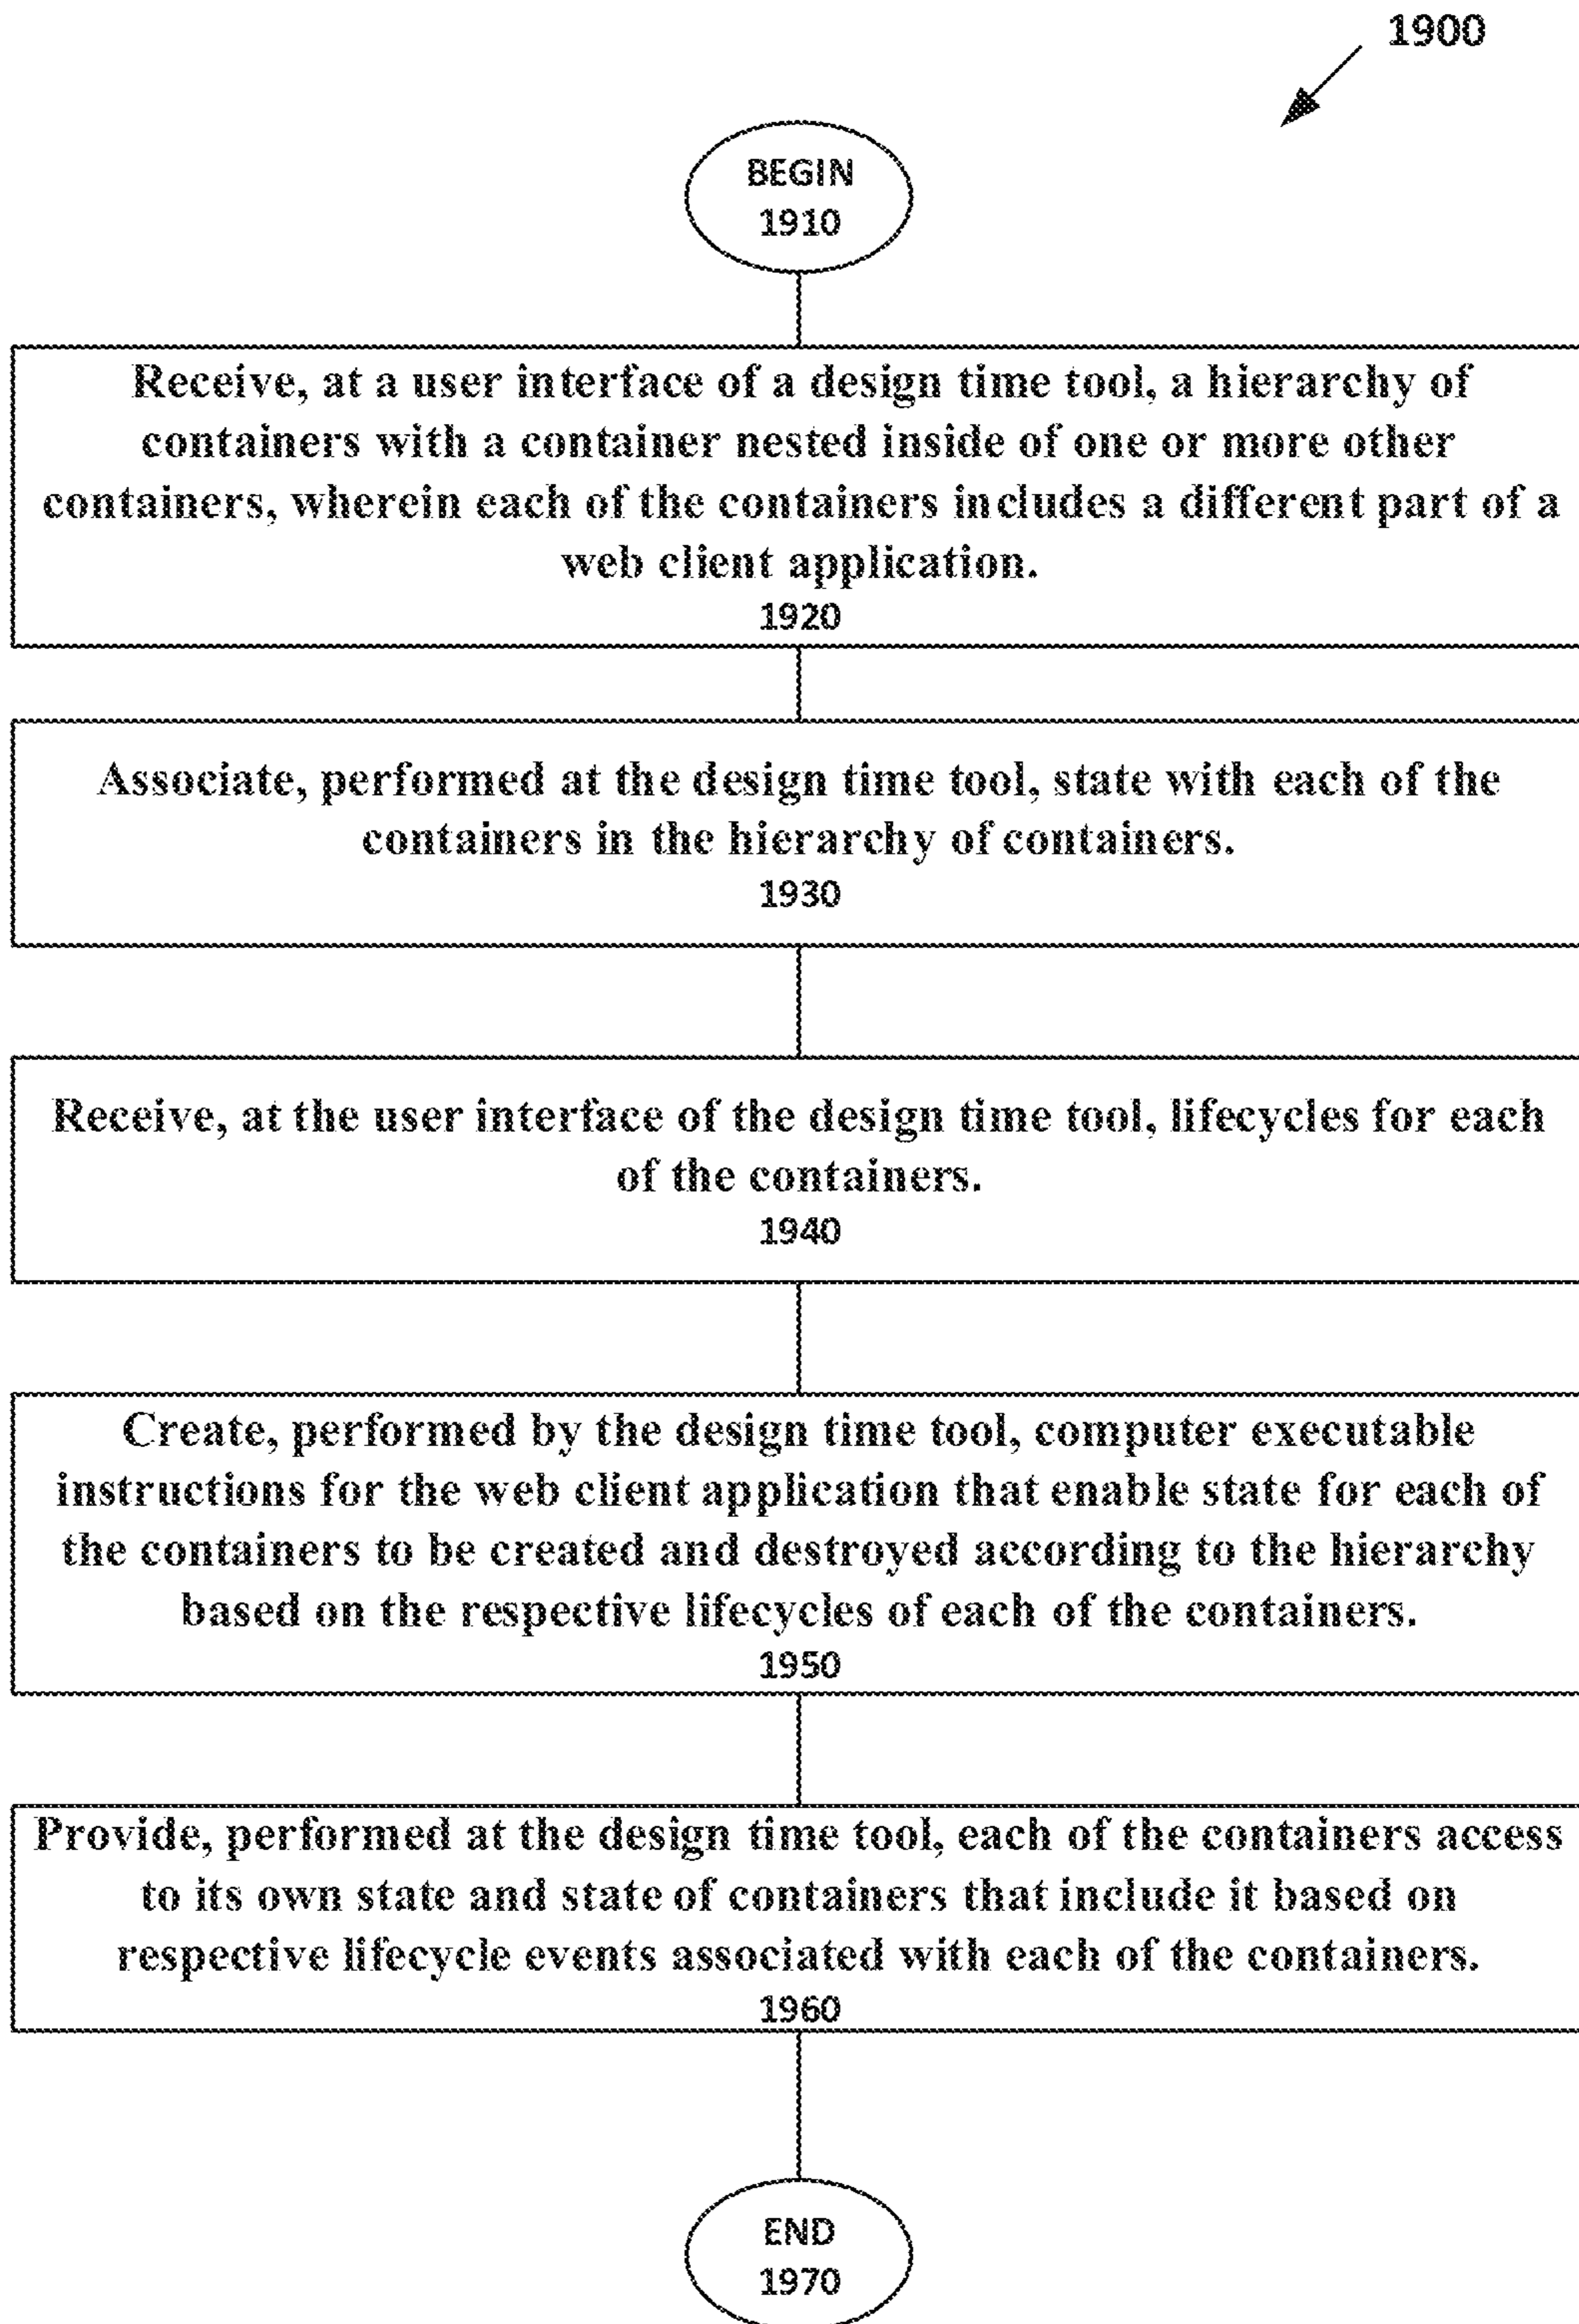 1900
BEGIN
1910
Receive, at a user interface of a design time tool, a hierarchy of
containers with a container nested inside of one or more other
containers, wherein each of the containers includes a different part of a
web client application.
1920
Associate, performed at the design time tool, state with each of the
containers in the hierarchy of containers.
1930
Receive, at the user interface of the design time tool, lifecycles for each
of the containers.
1940
Create, performed by the design time tool, computer executable
instructions for the web client application that enable state for each of
the containers to be created and destroyed according to the hierarchy
based on the respective lifecycles of each of the containers.
1950
Provide, performed at the design time tool, each of the containers access
to its own state and state of containers that include it based on
respective lifecycle events associated with each of the containers.
1960
END
1970